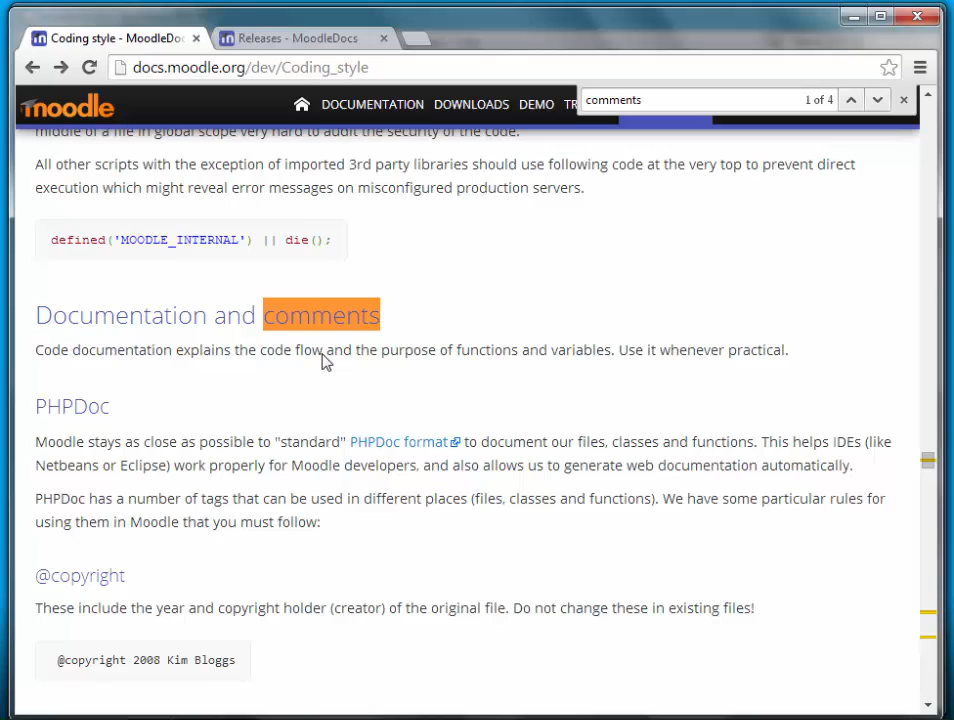 Coding style - MoodleDoc
Releases - MoodleDocs
docs.moodle.org/dev/Coding_style
moodle
DOCUMENTATION DOWNLOADS DEMO TR
comments 1 of 4
middle of a file in global scope very hard to audit the security of the code.
All other scripts with the exception of imported 3rd party libraries should use following code at the very top to prevent direct
execution which might reveal error messages on misconfigured production servers.
defined('MOODLE_INTERNAL') || die();
Documentation and comments
Code documentation explains the code flow and the purpose of functions and variables. Use it whenever practical.
PHPDoc
Moodle stays as close as possible to "standard" PHPDoc format to document our files, classes and functions. This helps IDEs (like
Netbeans or Eclipse) work properly for Moodle developers, and also allows us to generate web documentation automatically.
PHPDoc has a number of tags that can be used in different places (files, classes and functions). We have some particular rules for
using them in Moodle that you must follow:
@copyright
These include the year and copyright holder (creator) of the original file. Do not change these in existing files!
@copyright 2008 Kim Bloggs